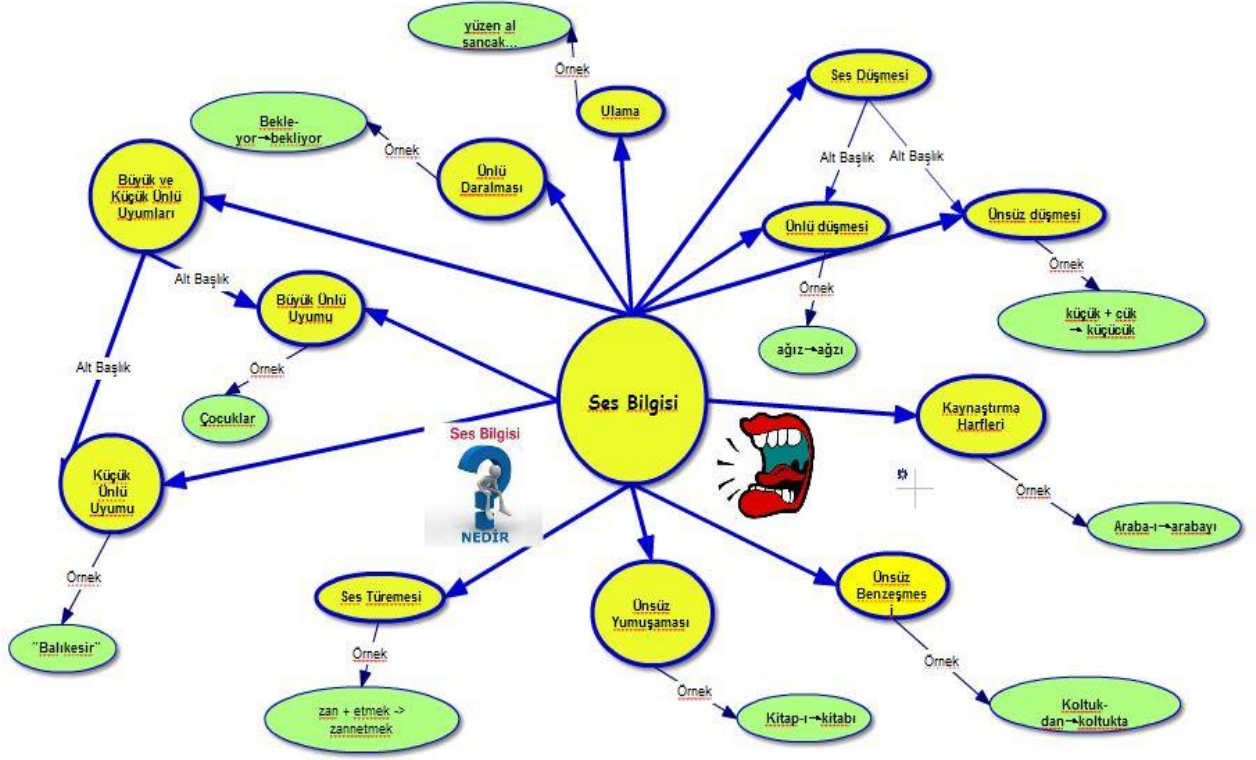 yüzen al
sancak...
Örnek
Ulama
Ses Düşmesi
Alt Başlık
Alt Başlık
Ünlü düşmesi
Ünsüz düşmesi
Örnek
Örnek
ağız→ağzı
küçük + cük
→ küçücük
Bekle-
yor→bekliyor
Örnek
Ünlü
Daralması
Büyük ve
Küçük Ünlü
Uyumları
Alt Başlık
Büyük Ünlü
Uyumu
Örnek
Çocuklar
Alt Başlık
Küçük
Ünlü
Uyumu
Örnek
"Balıkesir"
Ses Bilgisi
Ses Bilgisi
NEDİR
Kaynaştırma
Harfleri
Örnek
Araba-ı→arabayı
Ses Türemesi
Örnek
zan + etmek ->
zannetmek
Ünsüz
Yumuşaması
Örnek
Kitap-ı→kitabı
Ünsüz
Benzeşmes
i
Örnek
Koltuk-
dan→koltukta